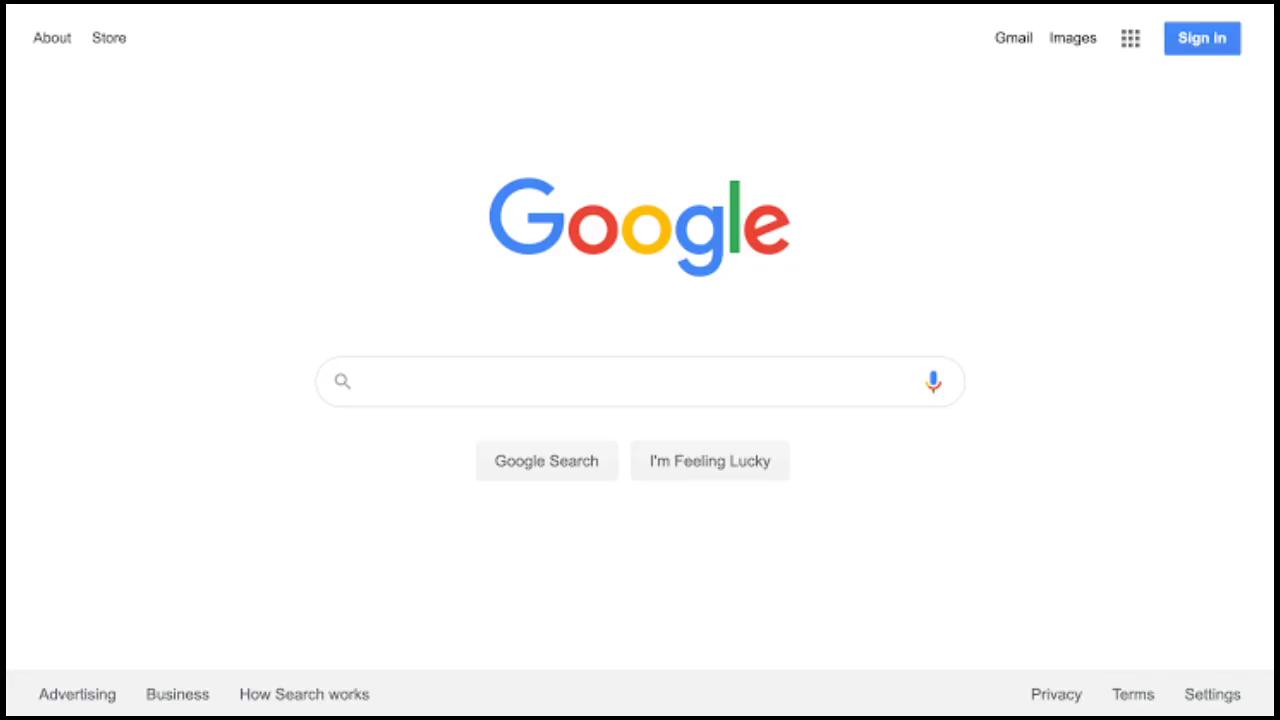 About Store Gmail Images Sign in
Google
Google Search I'm Feeling Lucky
Advertising Business How Search works Privacy Terms Settings